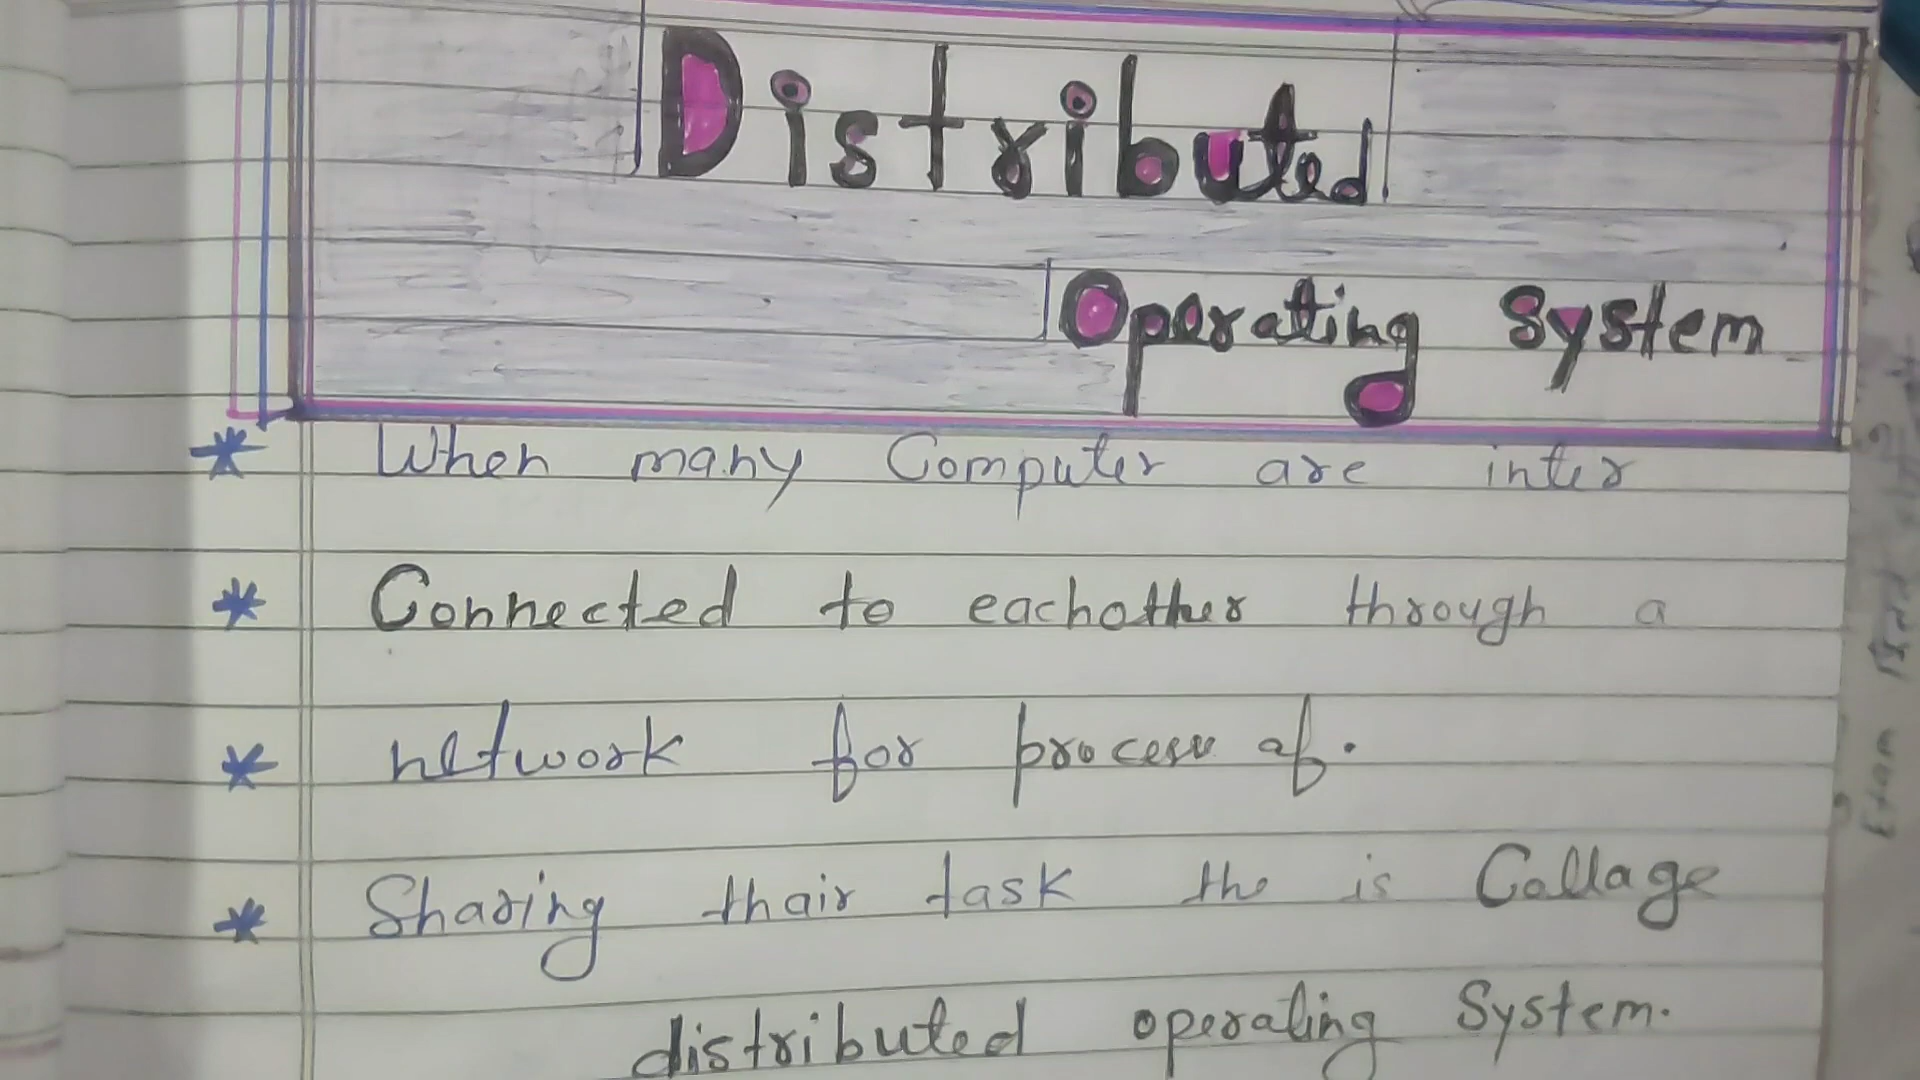 Distributed
Operating System
* When many Computer are inter
* Connected to eachother through a
* network for process of.
* Sharing thair task the is Collage
distributed operating System.